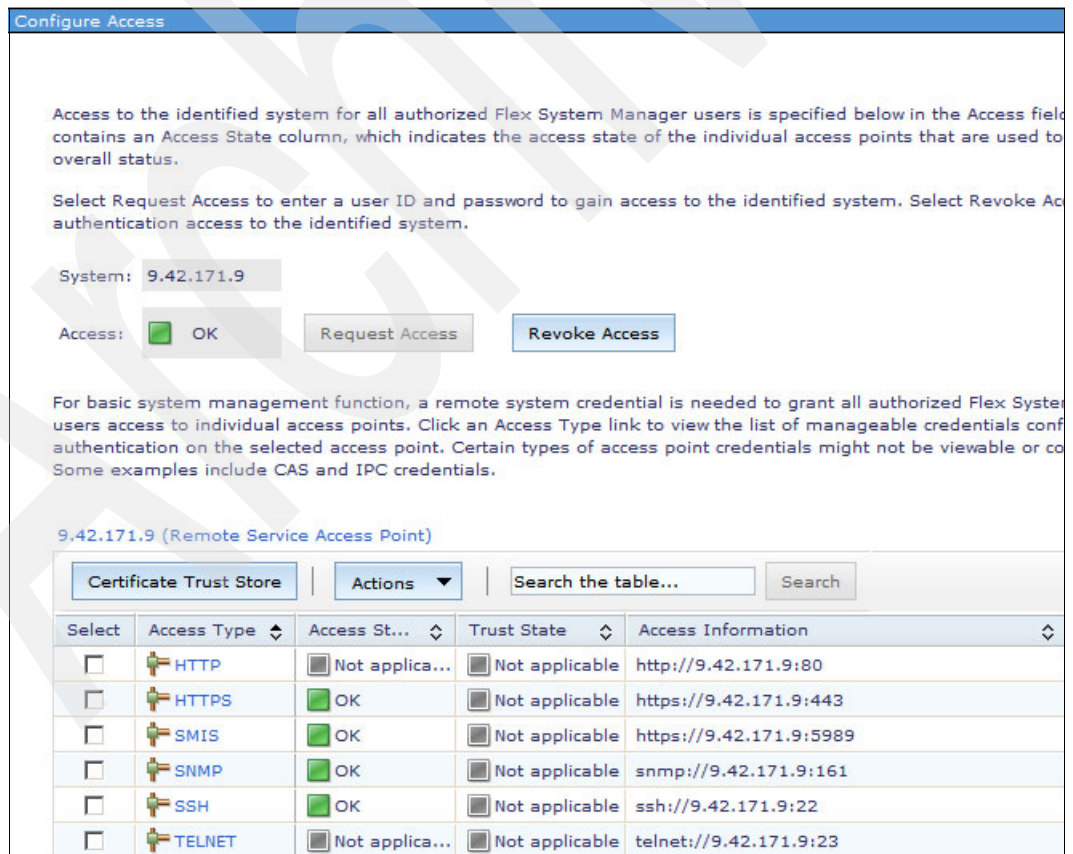 Configure Access
Access to the identified system for all authorized Flex System Manager users is specified below in the Access field
contains an Access State column, which indicates the access state of the individual access points that are used to
overall status.
Select Request Access to enter a user ID and password to gain access to the identified system. Select Revoke Ac
authentication access to the identified system.
System: 9.42.171.9
Access: OK Request Access Revoke Access
For basic system management function, a remote system credential is needed to grant all authorized Flex System
users access to individual access points. Click an Access Type link to view the list of manageable credentials conf
authentication on the selected access point. Certain types of access point credentials might not be viewable or co
Some examples include CAS and IPC credentials.
9.42.171.9 (Remote Service Access Point)
Certificate Trust Store Actions Search the table... Search
Select Access Type Access St... Trust State Access Information
HTTP Not applica... Not applicable http://9.42.171.9:80
HTTPS OK Not applicable https://9.42.171.9:443
SMIS OK Not applicable https://9.42.171.9:5989
SNMP OK Not applicable snmp://9.42.171.9:161
SSH OK Not applicable ssh://9.42.171.9:22
TELNET Not applica... Not applicable telnet://9.42.171.9:23